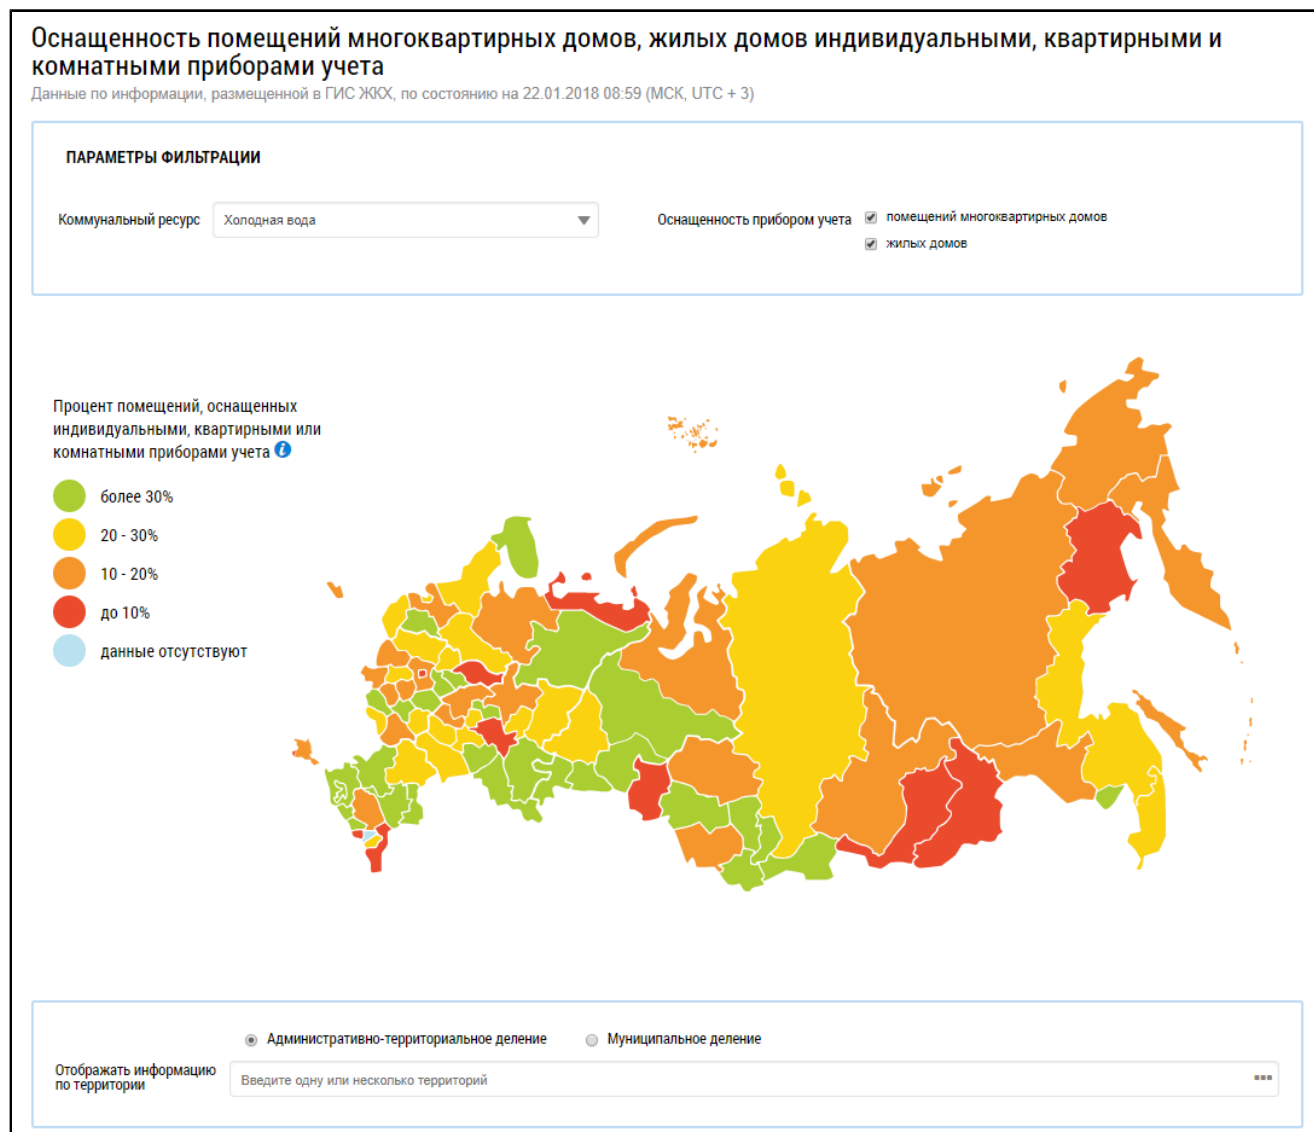 Оснащенность помещений многоквартирных домов, жилых домов индивидуальными, квартирными и
комнатными приборами учета
Данные по информации, размещенной в ГИС ЖКХ, по состоянию на 22.01.2018 08:59 (МСК, UTC + 3)
ПАРАМЕТРЫ ФИЛЬТРАЦИИ
Коммунальный ресурс
Холодная вода
Оснащенность прибором учета
помещений многоквартирных домов
жилых домов
Процент помещений, оснащенных
индивидуальными, квартирными или
комнатными приборами учета i
более 30%
20 - 30%
10 - 20%
до 10%
данные отсутствуют
Административно-территориальное деление
Муниципальное деление
Отображать информацию
по территории
Введите одну или несколько территорий